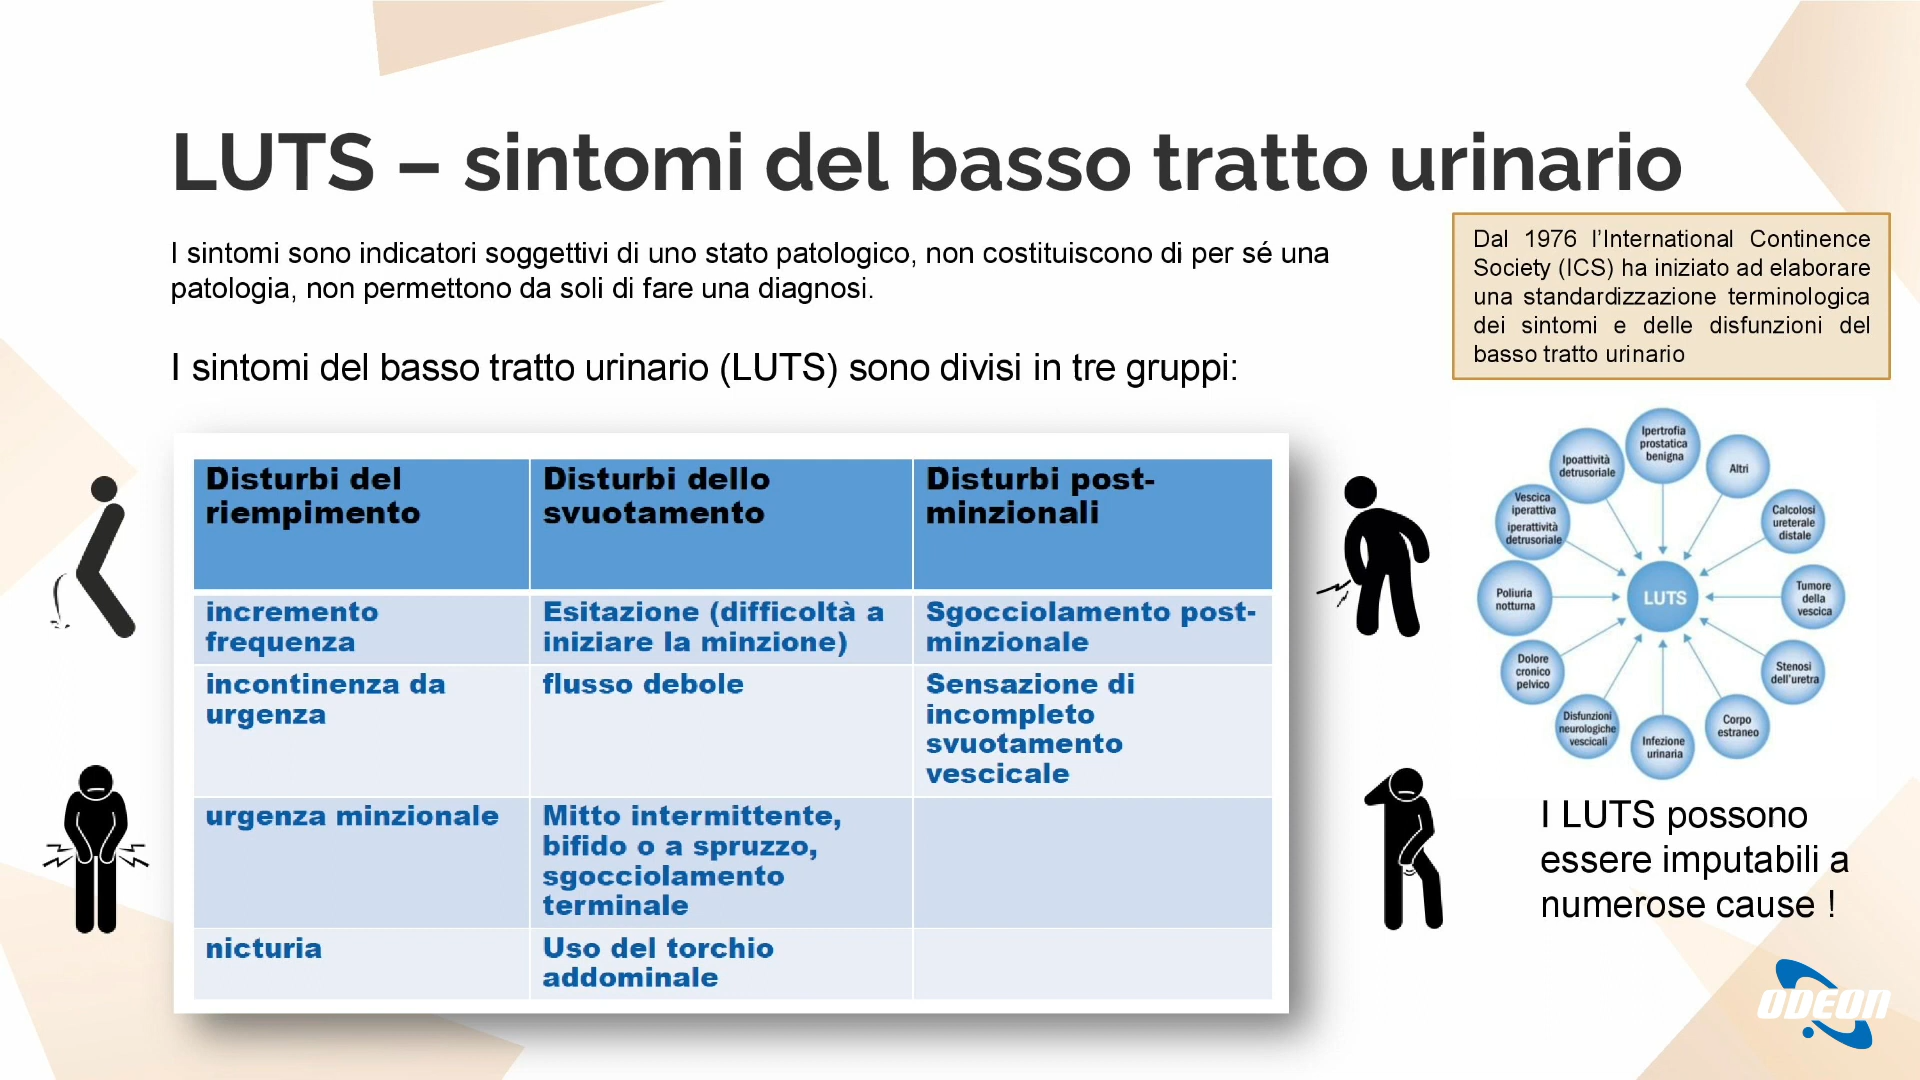 LUTS – sintomi del basso tratto urinario
I sintomi sono indicatori soggettivi di uno stato patologico, non costituiscono di per sé una
patologia, non permettono da soli di fare una diagnosi.
Dal 1976 l’International Continence
Society (ICS) ha iniziato ad elaborare
una standardizzazione terminologica
dei sintomi e delle disfunzioni del
basso tratto urinario
I sintomi del basso tratto urinario (LUTS) sono divisi in tre gruppi:
Disturbi del
riempimento
Disturbi dello
svuotamento
Disturbi post-
minzionali
incremento
frequenza
Esitazione (difficoltà a
iniziare la minzione)
Sgocciolamento post-
minzionale
incontinenza da
urgenza
flusso debole
Sensazione di
incompleto
svuotamento
vescicale
urgenza minzionale
Mitto intermittente,
bifido o a spruzzo,
sgocciolamento
terminale
nicturia
Uso del torchio
addominale
Ipertrofia
prostatica
benigna
Altri
Calcolosi
ureterale
distale
Tumore
della
vescica
Stenosi
dell'uretra
Corpo
estraneo
Infezione
urinaria
Disfunzioni
neurologiche
vescicali
Dolore
cronico
pelvico
Poliuria
notturna
Vescica
iperattiva
iperattività
detrusoriale
Ipoattività
detrusoriale
LUTS
I LUTS possono
essere imputabili a
numerose cause !
ODEON